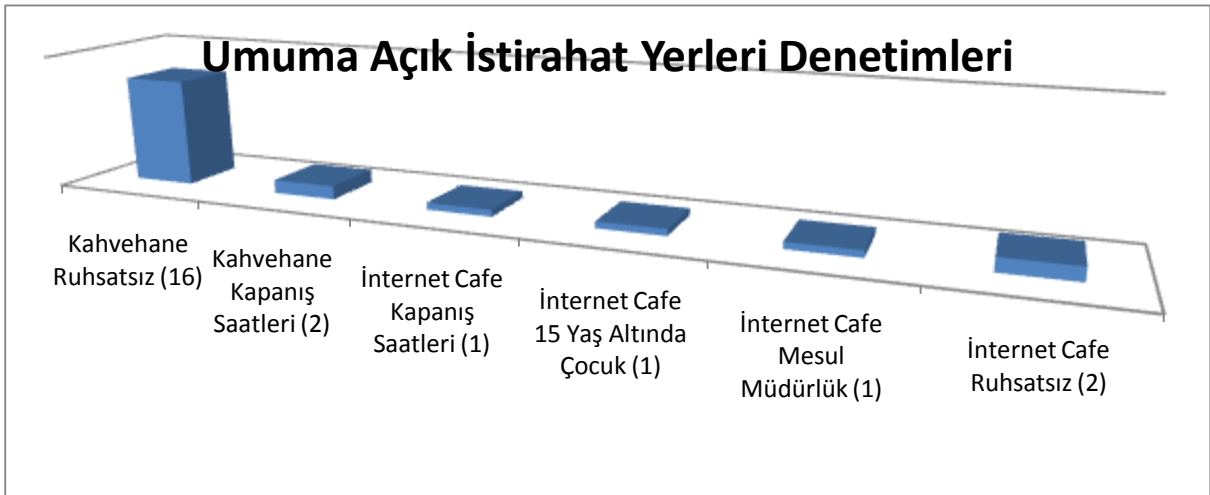 Umuma Açık İstirahat Yerleri Denetimleri
Kahvehane
Ruhsatsız (16)
Kahvehane
Kapanış
Saatleri (2)
İnternet Cafe
Kapanış
Saatleri (1)
İnternet Cafe
15 Yaş Altında
Çocuk (1)
İnternet Cafe
Mesul
Müdürlük (1)
İnternet Cafe
Ruhsatsız (2)